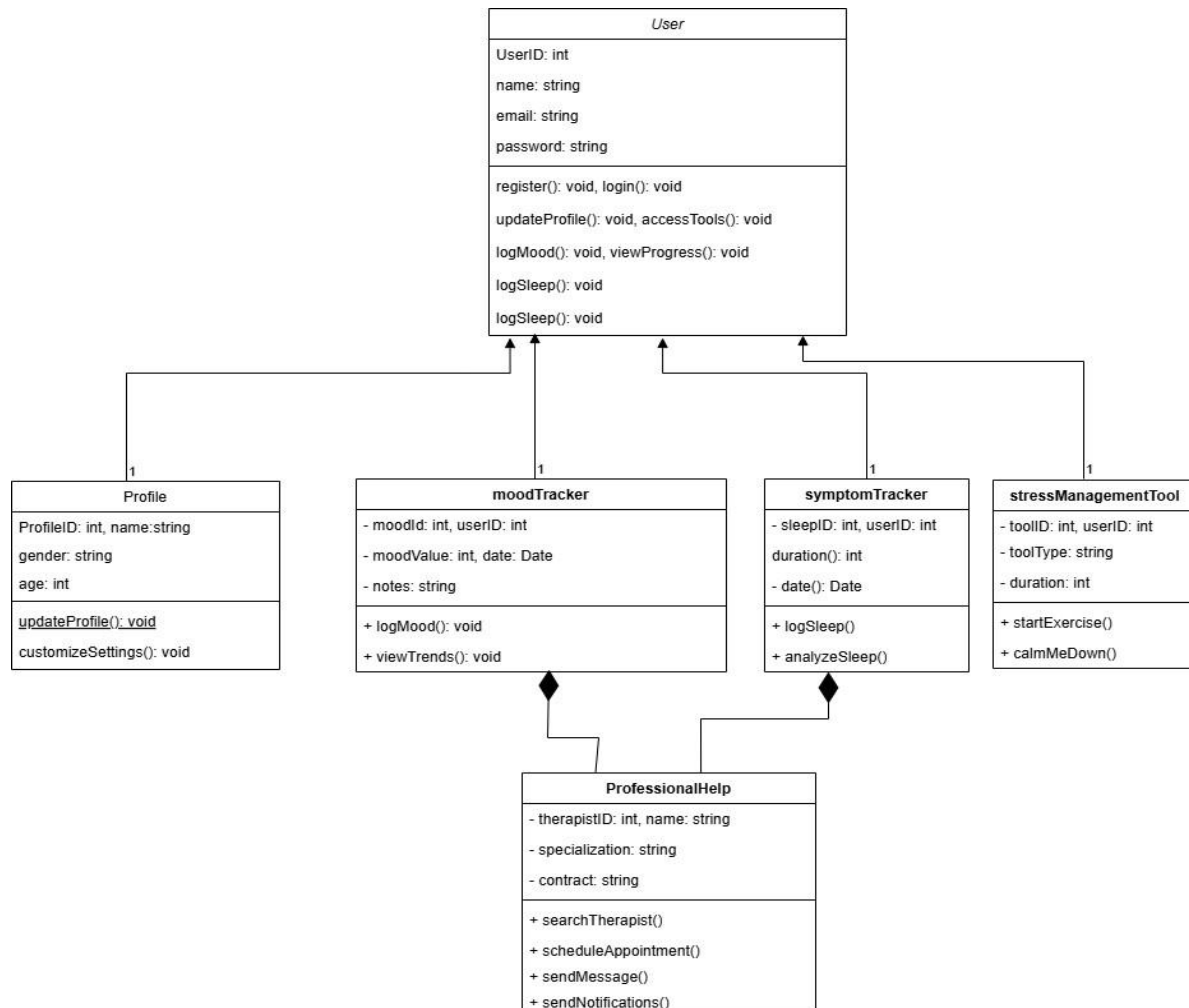 User
UserID: int
name: string
email: string
password: string
register(): void, login(): void
updateProfile(): void, accessTools(): void
logMood(): void, viewProgress(): void
logSleep(): void
logSleep(): void
1
1
1
1
Profile
ProfileID: int, name:string
gender: string
age: int
updateProfile(): void
customizeSettings(): void
moodTracker
- moodId: int, userID: int
- moodValue: int, date: Date
- notes: string
+ logMood(): void
+ viewTrends(): void
symptomTracker
- sleepID: int, userID: int
duration(): int
- date(): Date
+ logSleep()
+ analyzeSleep()
stressManagementTool
- toolID: int, userID: int
- toolType: string
- duration: int
+ startExercise()
+ calmMeDown()
ProfessionalHelp
- therapistID: int, name: string
- specialization: string
- contract: string
+ searchTherapist()
+ scheduleAppointment()
+ sendMessage()
+ sendNotifications()